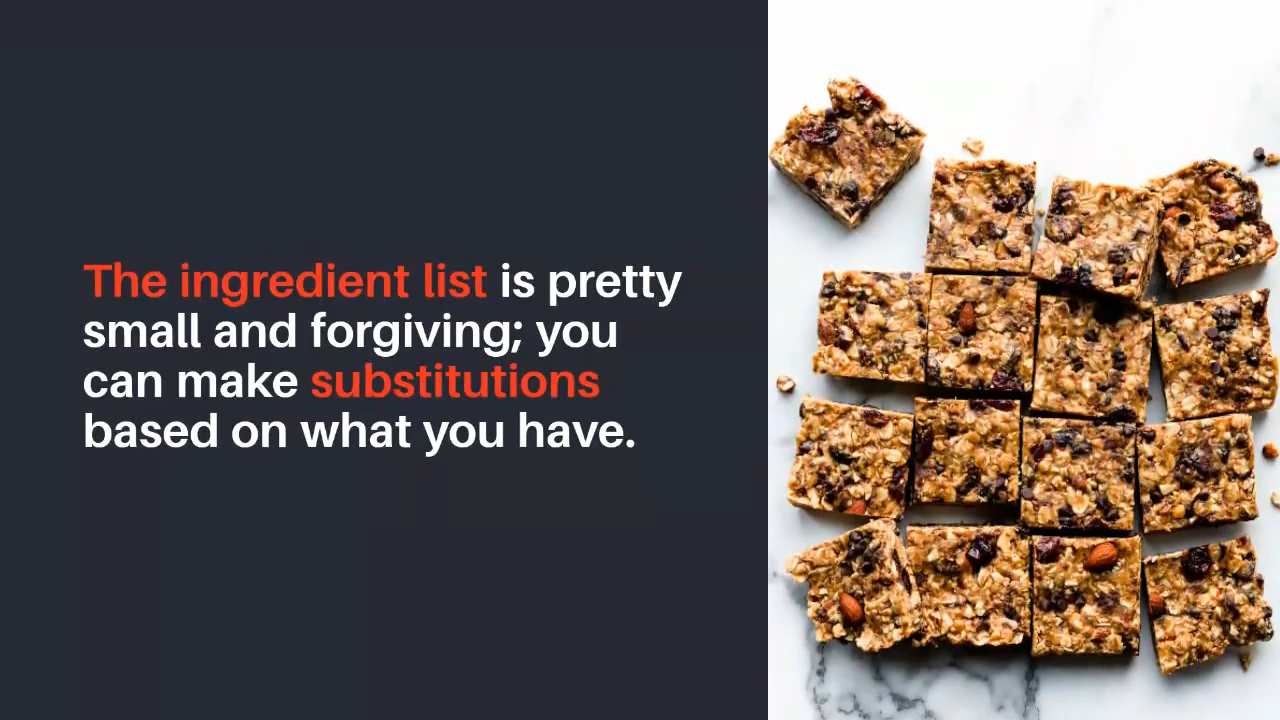 The ingredient list is pretty
small and forgiving; you
can make substitutions
based on what you have.